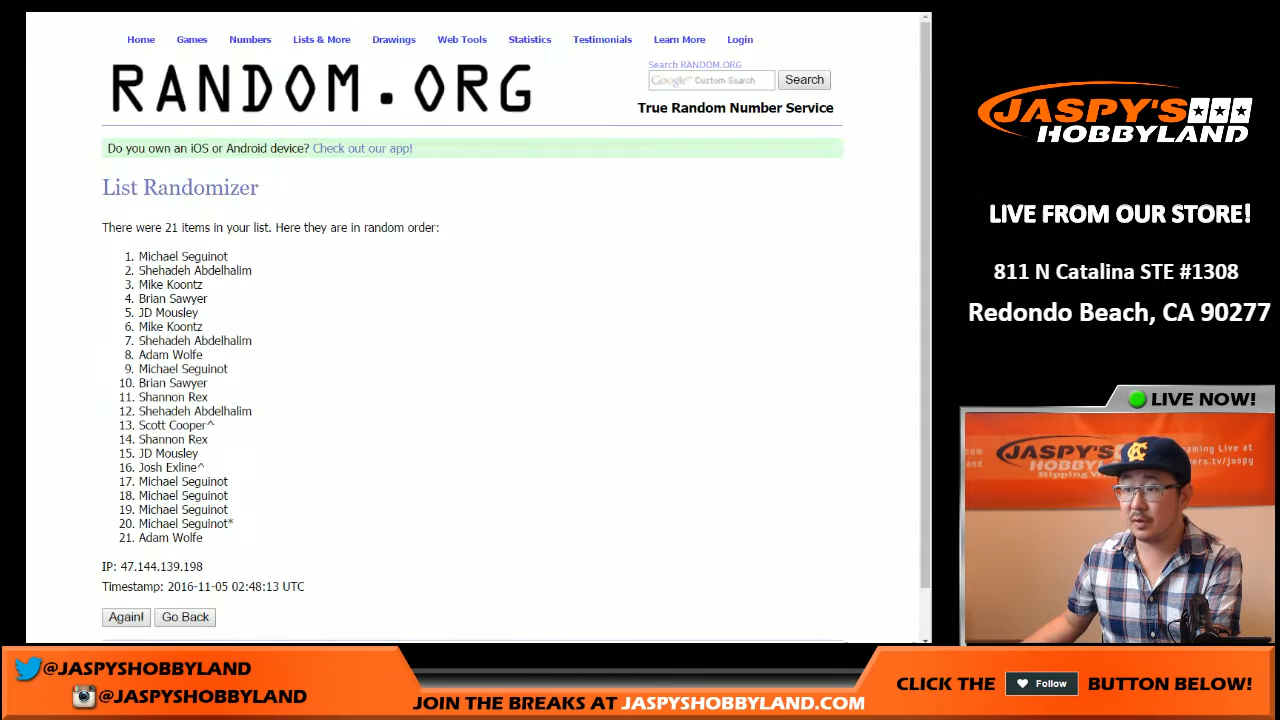 Home Games Numbers Lists & More Drawings Web Tools Statistics Testimonials Learn More Login
RANDOM.ORG
Search RANDOM.ORG
Google™ Custom Search Search
True Random Number Service
Do you own an iOS or Android device? Check out our app!
List Randomizer
There were 21 items in your list. Here they are in random order:
1. Michael Seguinot
2. Shehadeh Abdelhalim
3. Mike Koontz
4. Brian Sawyer
5. JD Mousley
6. Mike Koontz
7. Shehadeh Abdelhalim
8. Adam Wolfe
9. Michael Seguinot
10. Brian Sawyer
11. Shannon Rex
12. Shehadeh Abdelhalim
13. Scott Cooper^
14. Shannon Rex
15. JD Mousley
16. Josh Exline^
17. Michael Seguinot
18. Michael Seguinot
19. Michael Seguinot
20. Michael Seguinot*
21. Adam Wolfe
IP: 47.144.139.198
Timestamp: 2016-11-05 02:48:13 UTC
Again! Go Back
JASPY'S
HOBBYLAND
LIVE FROM OUR STORE!
811 N Catalina STE #1308
Redondo Beach, CA 90277
LIVE NOW!
JASPY'S
HOBBYLAND
@JASPYSHOBBYLAND
@JASPYSHOBBYLAND
JOIN THE BREAKS AT JASPYSHOBBYLAND.COM
CLICK THE Follow BUTTON BELOW!